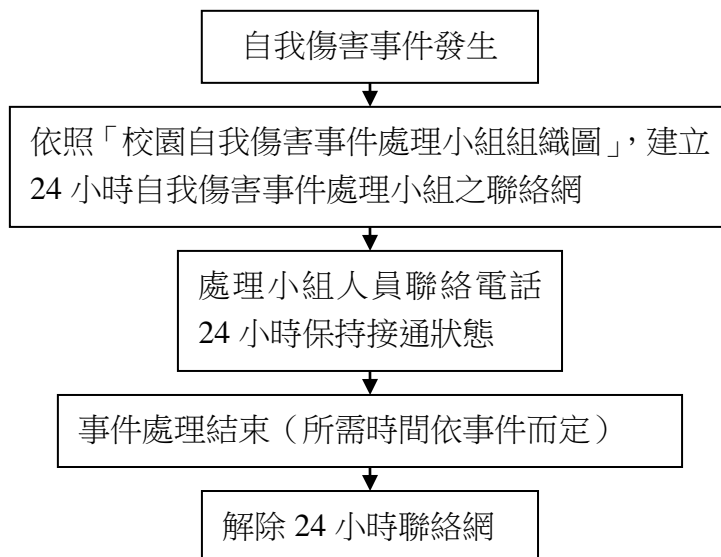 自我傷害事件發生
依照「校園自我傷害事件處理小組組織圖」，建立
24 小時自我傷害事件處理小組之聯絡網
處理小組人員聯絡電話
24 小時保持接通狀態
事件處理結束（所需時間依事件而定）
解除 24 小時聯絡網